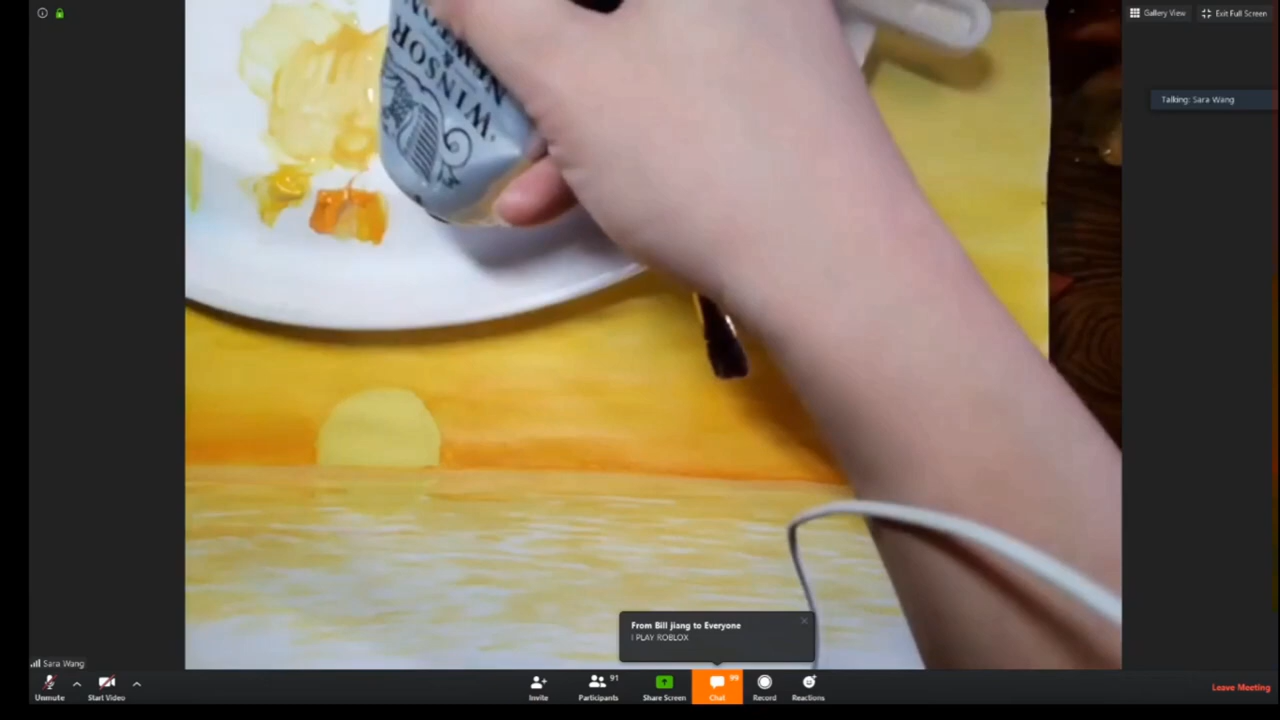 Gallery View
Exit Full Screen
Talking: Sara Wang
WINSOR
&
NEWTON
From Bill jiang to Everyone
I PLAY ROBLOX
Sara Wang
Unmute
Start Video
Invite
Participants
91
Share Screen
Chat
99
Record
Reactions
Leave Meeting